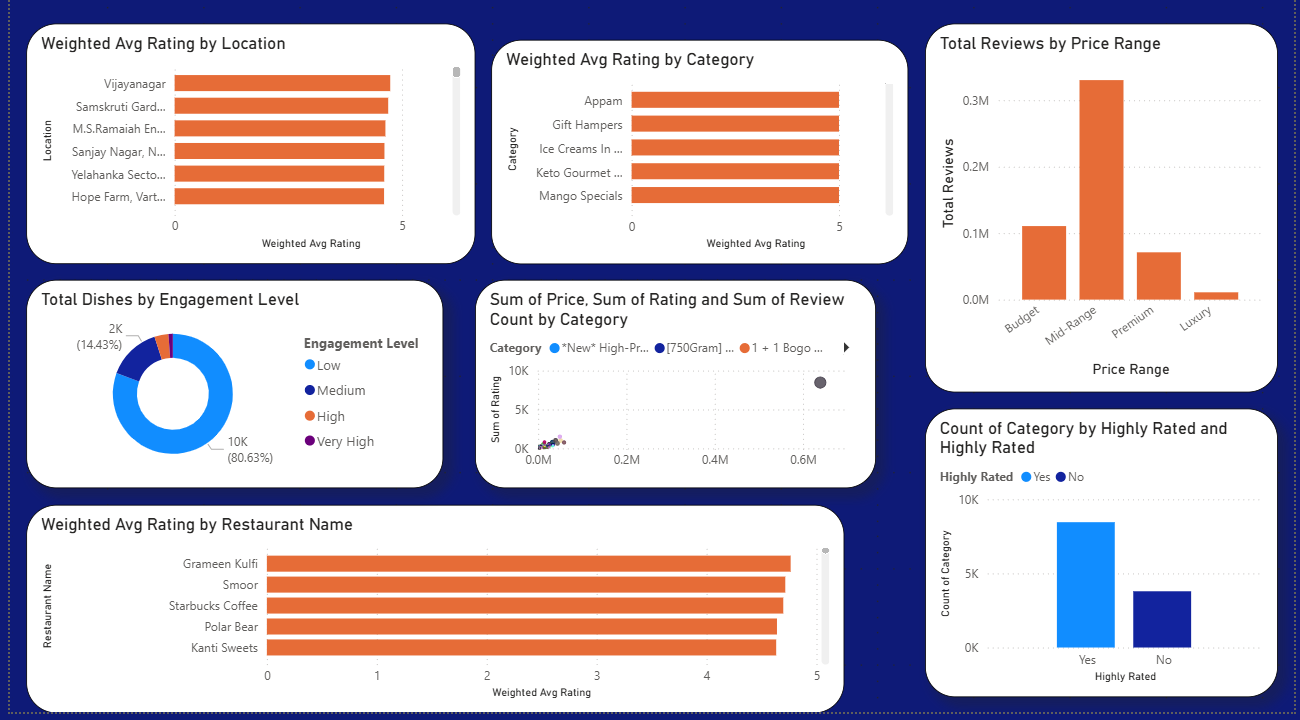 Weighted Avg Rating by Location
Location
Vijayanagar
Samskruti Gard...
M.S.Ramaiah En...
Sanjay Nagar, N...
Yelahanka Secto...
Hope Farm, Vart...
0 5
Weighted Avg Rating
Weighted Avg Rating by Category
Category
Appam
Gift Hampers
Ice Creams In ...
Keto Gourmet ...
Mango Specials
0 5
Weighted Avg Rating
Total Reviews by Price Range
Total Reviews
0.3M
0.2M
0.1M
0.0M
Budget Mid-Range Premium Luxury
Price Range
Total Dishes by Engagement Level
2K
(14.43%)
10K
(80.63%)
Engagement Level
Low
Medium
High
Very High
Sum of Price, Sum of Rating and Sum of Review
Count by Category
Category *New* High-Pr... [750Gram] ... 1 + 1 Bogo ...
Sum of Rating
10K
5K
0K
0.0M 0.2M 0.4M 0.6M
Count of Category by Highly Rated and
Highly Rated
Highly Rated Yes No
Count of Category
10K
5K
0K
Yes No
Highly Rated
Weighted Avg Rating by Restaurant Name
Restaurant Name
Grameen Kulfi
Smoor
Starbucks Coffee
Polar Bear
Kanti Sweets
0 1 2 3 4 5
Weighted Avg Rating